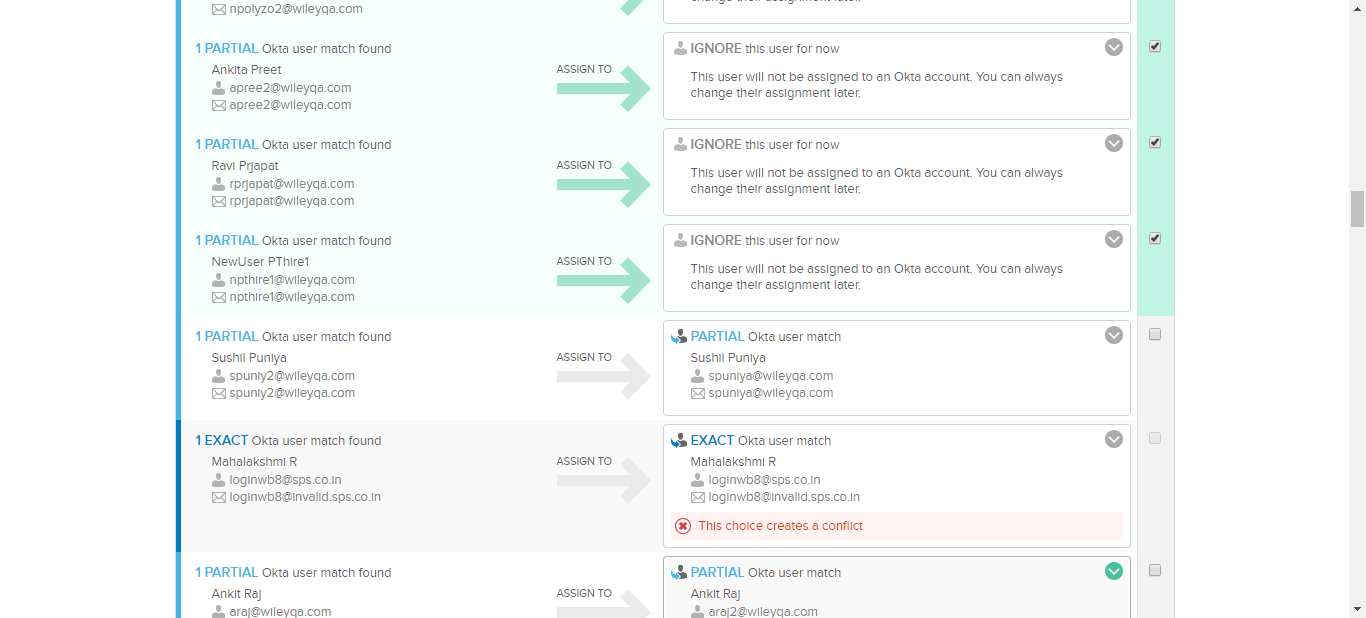 npolyzo2@wileyqa.com
change their assignment later.
1 PARTIAL Okta user match found
Ankita Preet
apree2@wileyqa.com
apree2@wileyqa.com
ASSIGN TO
IGNORE this user for now
This user will not be assigned to an Okta account. You can always
change their assignment later.
1 PARTIAL Okta user match found
Ravi Prjapat
rprjapat@wileyqa.com
rprjapat@wileyqa.com
ASSIGN TO
IGNORE this user for now
This user will not be assigned to an Okta account. You can always
change their assignment later.
1 PARTIAL Okta user match found
NewUser PThire1
npthire1@wileyqa.com
npthire1@wileyqa.com
ASSIGN TO
IGNORE this user for now
This user will not be assigned to an Okta account. You can always
change their assignment later.
1 PARTIAL Okta user match found
Sushil Puniya
spuniy2@wileyqa.com
spuniy2@wileyqa.com
ASSIGN TO
PARTIAL Okta user match
Sushil Puniya
spuniya@wileyqa.com
spuniya@wileyqa.com
1 EXACT Okta user match found
Mahalakshmi R
loginwb8@sps.co.in
loginwb8@invalid.sps.co.in
ASSIGN TO
EXACT Okta user match
Mahalakshmi R
loginwb8@sps.co.in
loginwb8@invalid.sps.co.in
This choice creates a conflict
1 PARTIAL Okta user match found
Ankit Raj
araj@wileyqa.com
ASSIGN TO
PARTIAL Okta user match
Ankit Raj
araj2@wileyqa.com